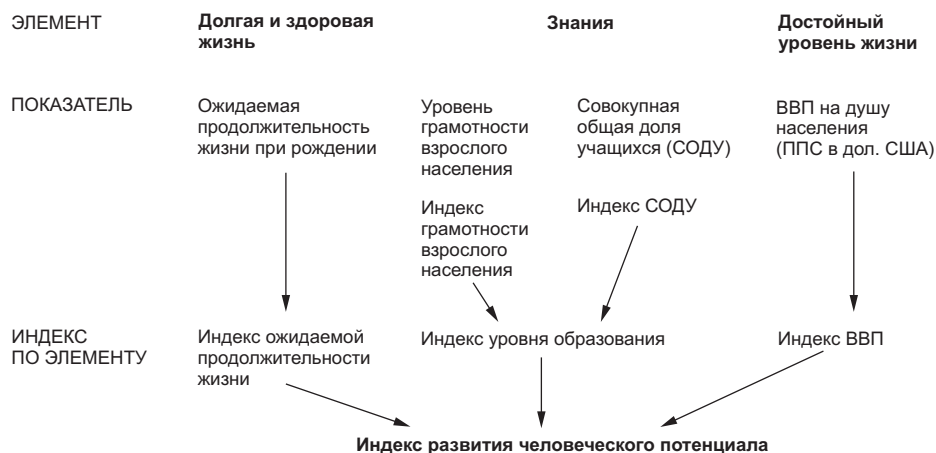 ЭЛЕМЕНТ
Долгая и здоровая
жизнь
Знания
Достойный
уровень жизни
ПОКАЗАТЕЛЬ
Ожидаемая
продолжительность
жизни при рождении
Уровень
грамотности
взрослого
населения
Совокупная
общая доля
учащихся (СОДУ)
ВВП на душу
населения
(ППС в дол. США)
Индекс
грамотности
взрослого
населения
Индекс СОДУ
ИНДЕКС
ПО ЭЛЕМЕНТУ
Индекс ожидаемой
продолжительности
жизни
Индекс уровня образования
Индекс ВВП
Индекс развития человеческого потенциала